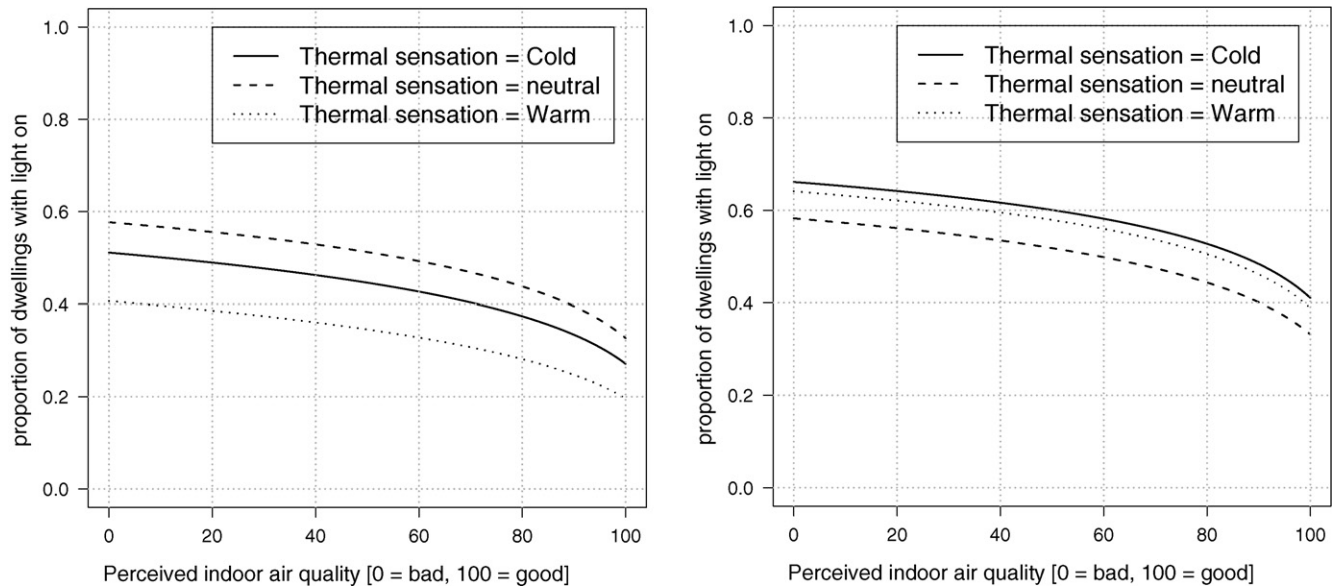 proportion of dwellings with light on
1.0
0.8
0.6
0.4
0.2
0.0
Thermal sensation = Cold
Thermal sensation = neutral
Thermal sensation = Warm
0 20 40 60 80 100
Perceived indoor air quality [0 = bad, 100 = good]
proportion of dwellings with light on
1.0
0.8
0.6
0.4
0.2
0.0
Thermal sensation = Cold
Thermal sensation = neutral
Thermal sensation = Warm
0 20 40 60 80 100
Perceived indoor air quality [0 = bad, 100 = good]